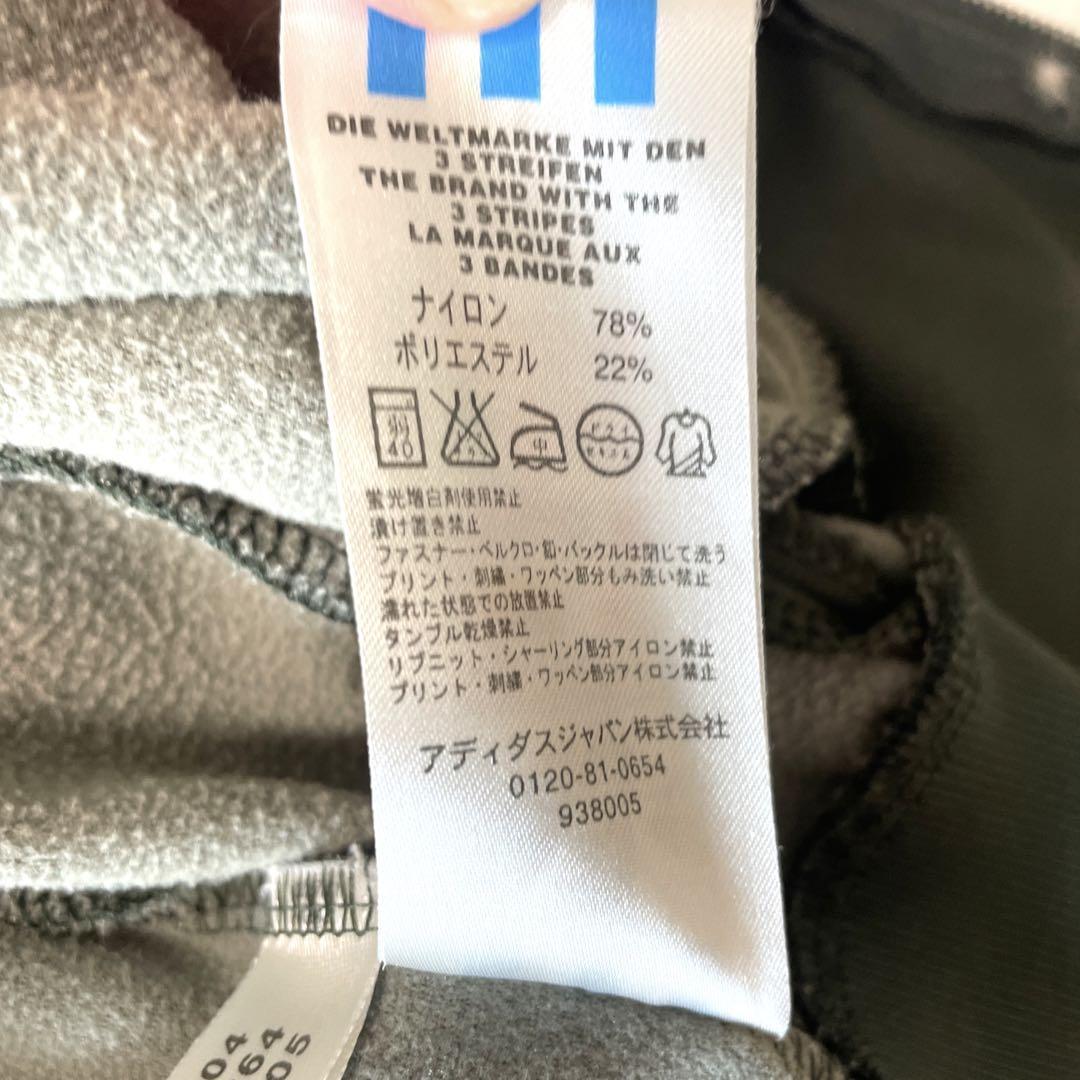 DIE WELTMARKE MIT DEN
3 STREIFEN
THE BRAND WITH THE
3 STRIPES
LA MARQUE AUX
3 BANDES
ナイロン 78%
ポリエステル 22%
40 中 ドライ
蛍光増白剤使用禁止
漬け置き禁止
ファスナー・ベルクロ・釦・バックルは閉じて洗う
プリント・刺繍・ワッペン部分もみ洗い禁止
濡れた状態での放置禁止
タンブル乾燥禁止
リブニット・シャーリング部分アイロン禁止
プリント・刺繍・ワッペン部分アイロン禁止
アディダスジャパン株式会社
0120-81-0654
938005
04
64
05